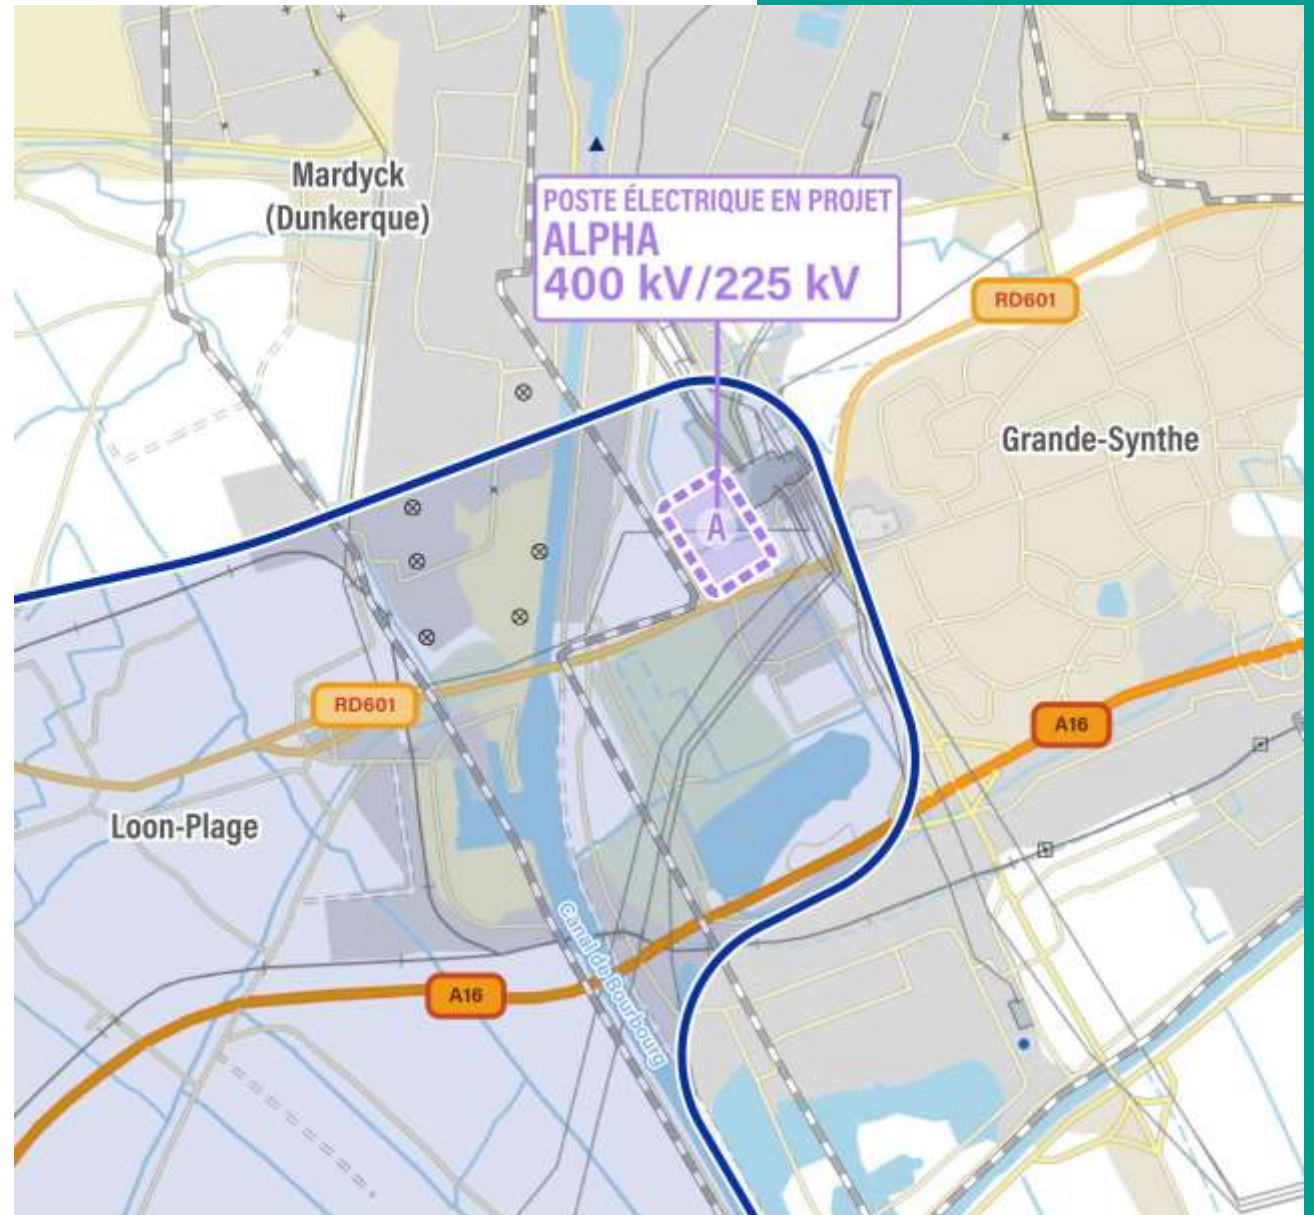 Mardyck
(Dunkerque)
POSTE ÉLECTRIQUE EN PROJET
ALPHA
400 kV/225 kV
RD601
Grande-Synthe
A
RD601
A16
Loon-Plage
A16
Canal de Bourbourg